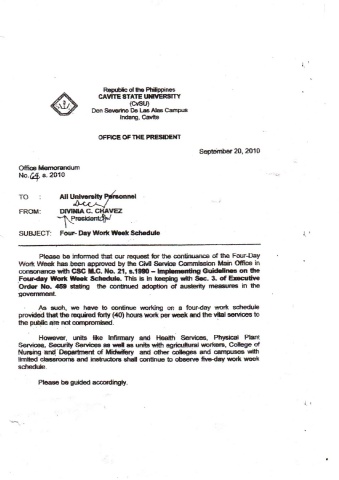 Republic of the Philippines
CAVITE STATE UNIVERSITY
(CvSU)
Don Severino De Las Alas Campus
Indang, Cavite
OFFICE OF THE PRESIDENT
September 20, 2010
Office Memorandum
No. 69, s. 2010
TO : All University Personnel
FROM: DIVINIA C. CHAVEZ
President
SUBJECT: Four- Day Work Week Schedule
Please be informed that our request for the continuance of the Four-Day
Work Week has been approved by the Civil Service Commission Main Office in
consonance with CSC M.C. No. 21, s.1990 – Implementing Guidelines on the
Four-day Work Week Schedule. This is in keeping with Sec. 3. of Executive
Order No. 459 stating the continued adoption of austerity measures in the
government.
As such, we have to continue working on a four-day work schedule
provided that the required forty (40) hours work per week and the vital services to
the public are not compromised.
However, units like Infirmary and Health Services, Physical Plant
Services, Security Services as well as units with agricultural workers, College of
Nursing and Department of Midwifery and other colleges and campuses with
limited classrooms and instructors shall continue to observe five-day work week
schedule.
Please be guided accordingly.